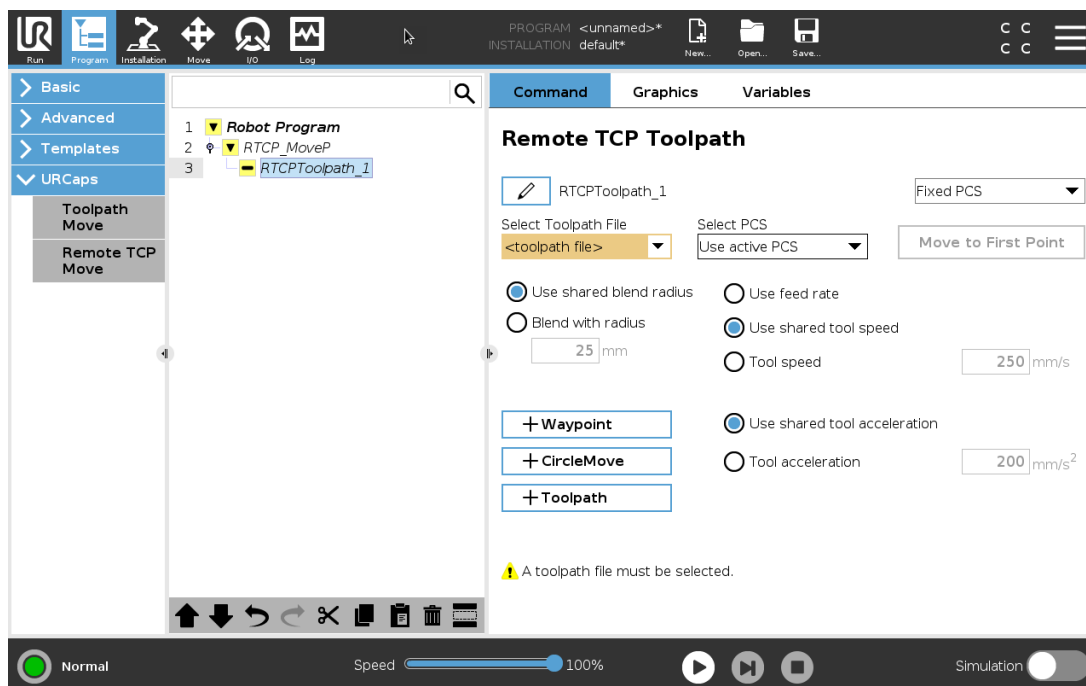 PROGRAM <unnamed>*
INSTALLATION default*
Run Program Installation Move I/O Log New... Open... Save...
C C
C C
Basic
Advanced
Templates
URCaps
Toolpath
Move
Remote TCP
Move
1 Robot Program
2 RTCP_MoveP
3 RTCPToolpath_1
Command Graphics Variables
Remote TCP Toolpath
RTCPToolpath_1 Fixed PCS
Select Toolpath File Select PCS
<toolpath file> Use active PCS Move to First Point
Use shared blend radius Use feed rate
Blend with radius Use shared tool speed
25 mm Tool speed 250 mm/s
+ Waypoint Use shared tool acceleration
+ CircleMove Tool acceleration 200 mm/s²
+ Toolpath
A toolpath file must be selected.
Normal Speed 100% Simulation